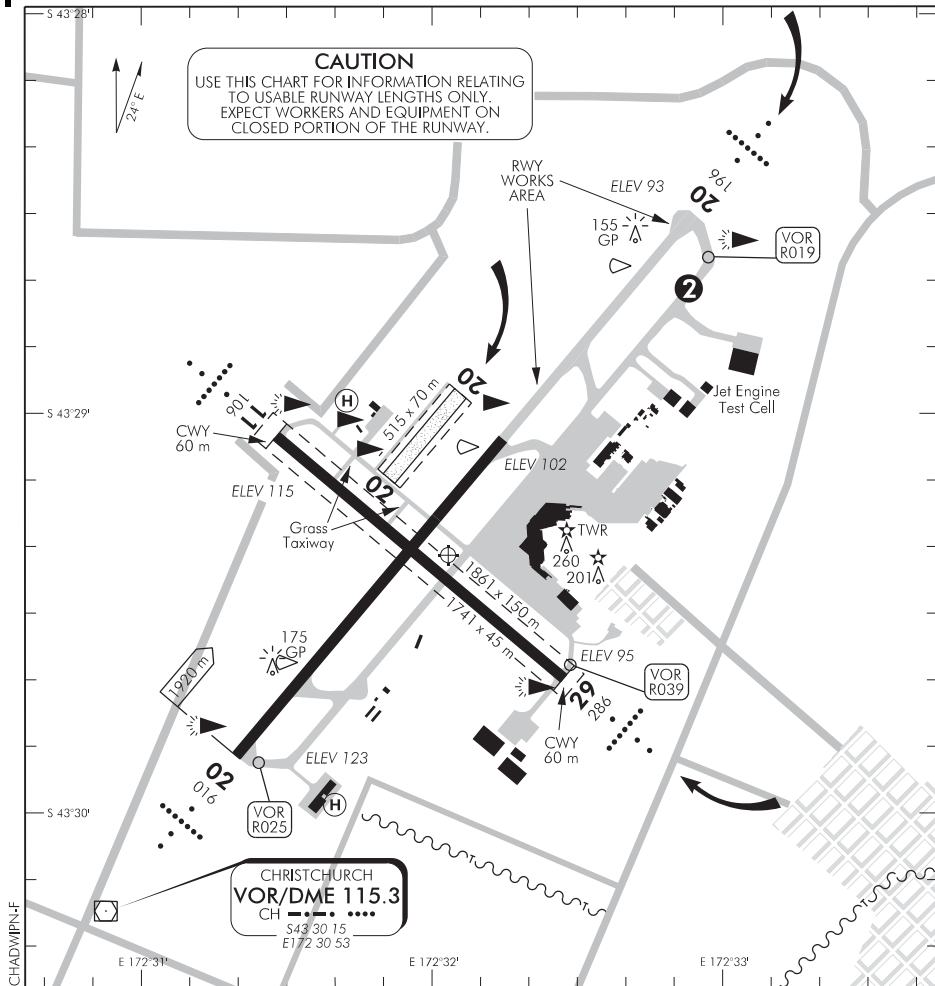 S 43°28'
24° E
CAUTION
USE THIS CHART FOR INFORMATION RELATING
TO USABLE RUNWAY LENGTHS ONLY.
EXPECT WORKERS AND EQUIPMENT ON
CLOSED PORTION OF THE RUNWAY.
RWY
WORKS
AREA
ELEV 93
196
20
155
GP
VOR
R019
2
Jet Engine
Test Cell
S 43°29'
106
11
CWY
60 m
H
515 x 70 m
20
02
ELEV 102
ELEV 115
Grass
Taxiway
TWR
260
201
1861 x 150 m
1741 x 45 m
175
GP
1920 m
ELEV 95
VOR
R039
29
286
CWY
60 m
ELEV 123
02
016
H
VOR
R025
S 43°30'
T
T
CHRISTCHURCH
VOR/DME 115.3
CH
S43 30 15
E172 30 53
E 172°31'
E 172°32'
E 172°33'
CHADWIPN-F